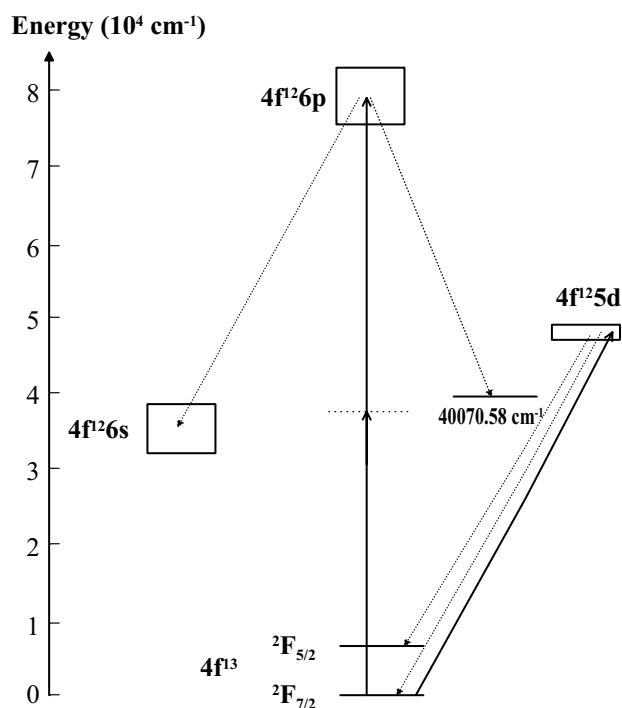 Energy (10⁴ cm⁻¹)
8
4f¹²6p
7
6
5
4f¹²5d
4
40070.58 cm⁻¹
4f¹²6s
3
2
1
²F₅/₂
4f¹³
0
²F₇/₂